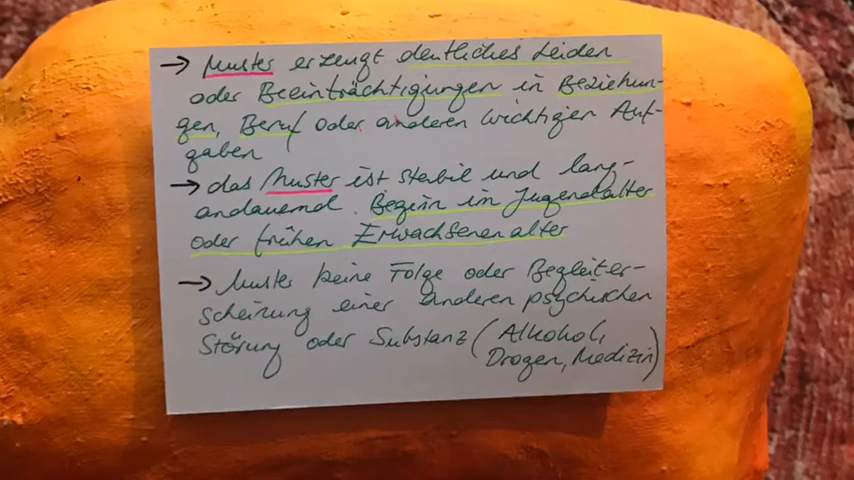 → Muster erzeugt deutliches Leiden
oder Beeinträchtigungen in Beziehun-
gen, Beruf oder anderen wichtigen Auf-
gaben
→ das Muster ist stabil und lang-
andauernd. Beginn im Jugendalter
oder frühen Erwachsenenalter
→ Muster keine Folge oder Begleiter-
scheinung einer anderen psychischen
Störung oder Substanz (Alkohol,
Drogen, Medizin)